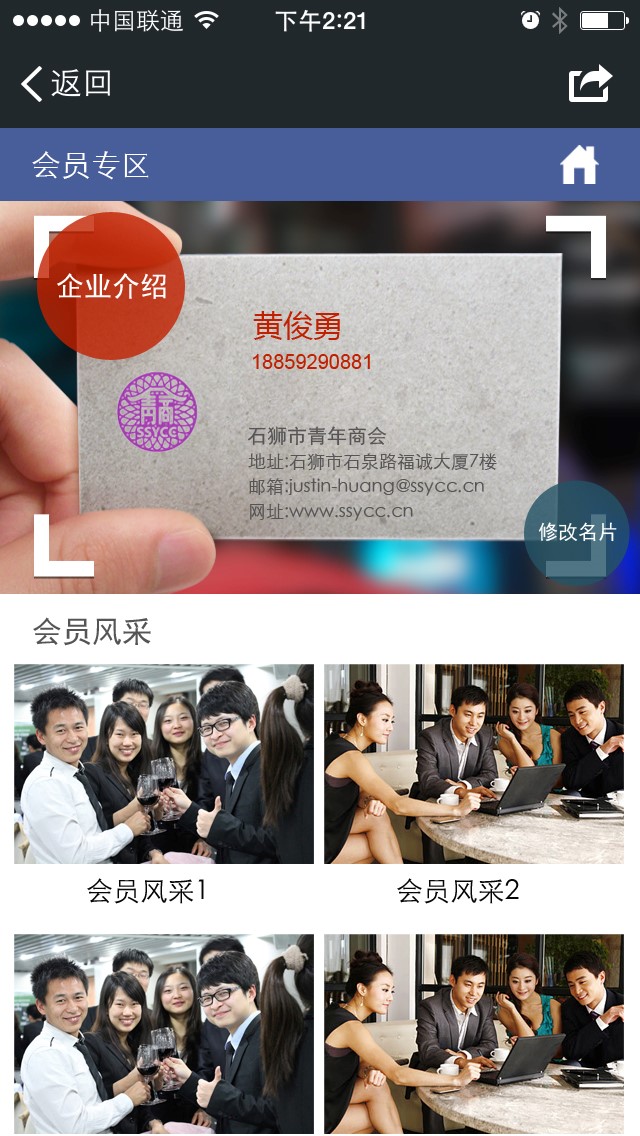 中国联通
下午2:21
返回
会员专区
企业介绍
黄俊勇
18859290881
青商
SSYCC
石狮市青年商会
地址:石狮市石泉路福诚大厦7楼
邮箱:justin-huang@ssycc.cn
网址:www.ssycc.cn
修改名片
会员风采
会员风采1
会员风采2